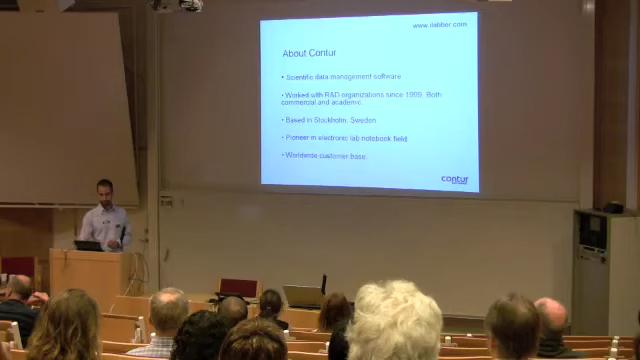 www.ilabber.com
About Contur
• Scientific data management software
• Worked with R&D organizations since 1999. Both
commercial and academic.
• Based in Stockholm, Sweden
• Pioneer in electronic lab notebook field
• Worldwide customer base.
contur